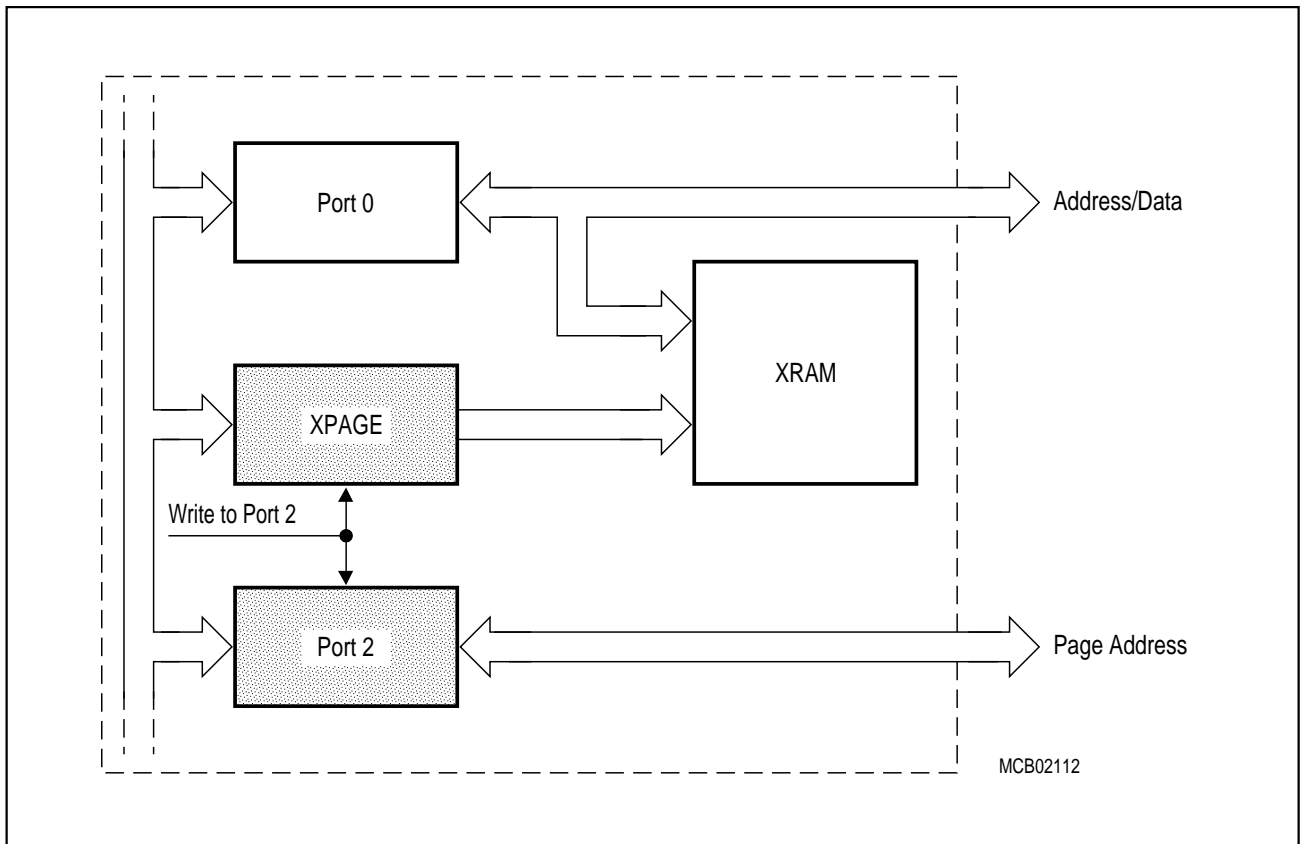 Port 0
Address/Data
XRAM
XPAGE
Write to Port 2
Port 2
Page Address
MCB02112